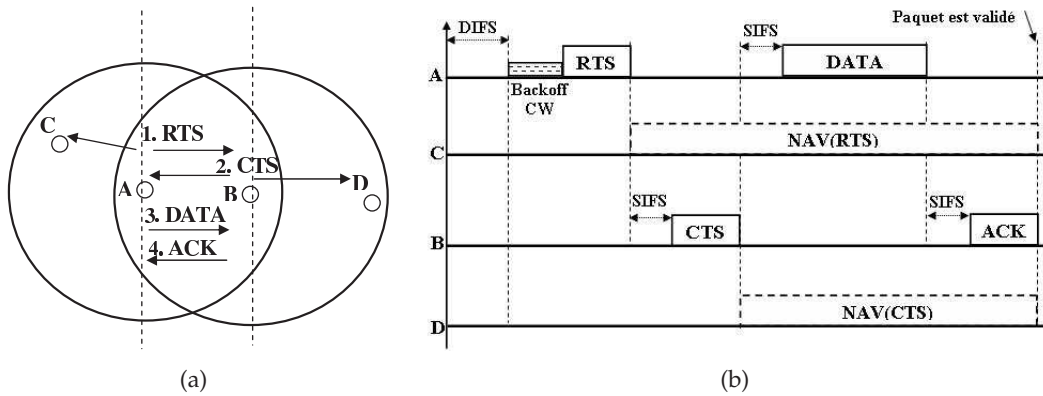 C
1. RTS
2. CTS
A
B
D
3. DATA
4. ACK
(a)
Paquet est validé
DIFS
SIFS
RTS
DATA
A
Backoff
CW
NAV(RTS)
C
SIFS
SIFS
CTS
ACK
B
NAV(CTS)
D
(b)